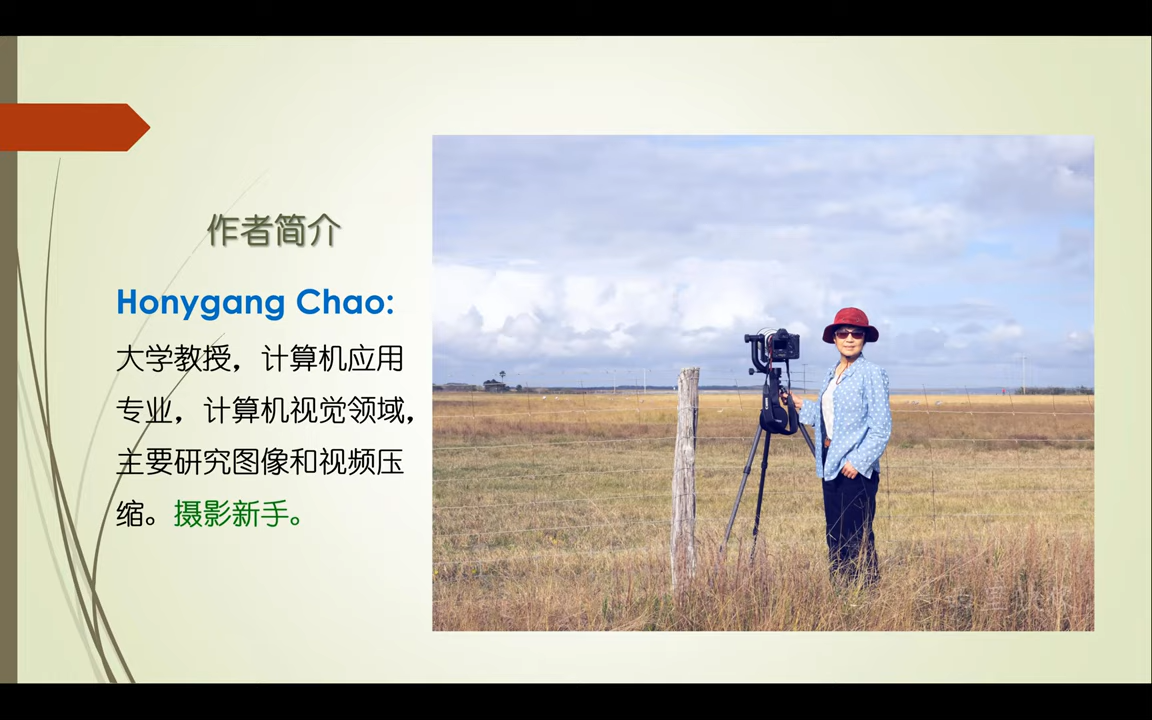 作者简介
Honygang Chao:
大学教授，计算机应用
专业，计算机视觉领域，
主要研究图像和视频压
缩。摄影新手。